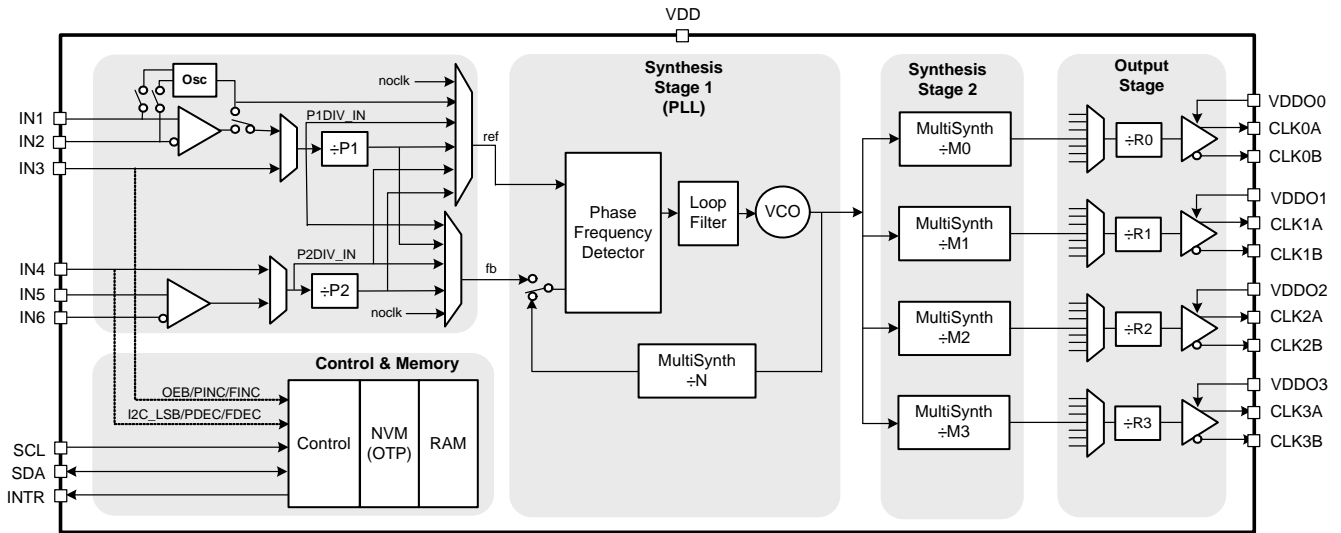 VDD
Osc
noclk
Synthesis
Stage 1
(PLL)
Synthesis
Stage 2
Output
Stage
IN1
IN2
IN3
P1DIV_IN
÷P1
ref
IN4
IN5
IN6
P2DIV_IN
÷P2
noclk
fb
Phase
Frequency
Detector
Loop
Filter
VCO
MultiSynth
÷N
MultiSynth
÷M0
MultiSynth
÷M1
MultiSynth
÷M2
MultiSynth
÷M3
÷R0
÷R1
÷R2
÷R3
VDDO0
CLK0A
CLK0B
VDDO1
CLK1A
CLK1B
VDDO2
CLK2A
CLK2B
VDDO3
CLK3A
CLK3B
Control & Memory
OEB/PINC/FINC
I2C_LSB/PDEC/FDEC
Control
NVM
(OTP)
RAM
SCL
SDA
INTR